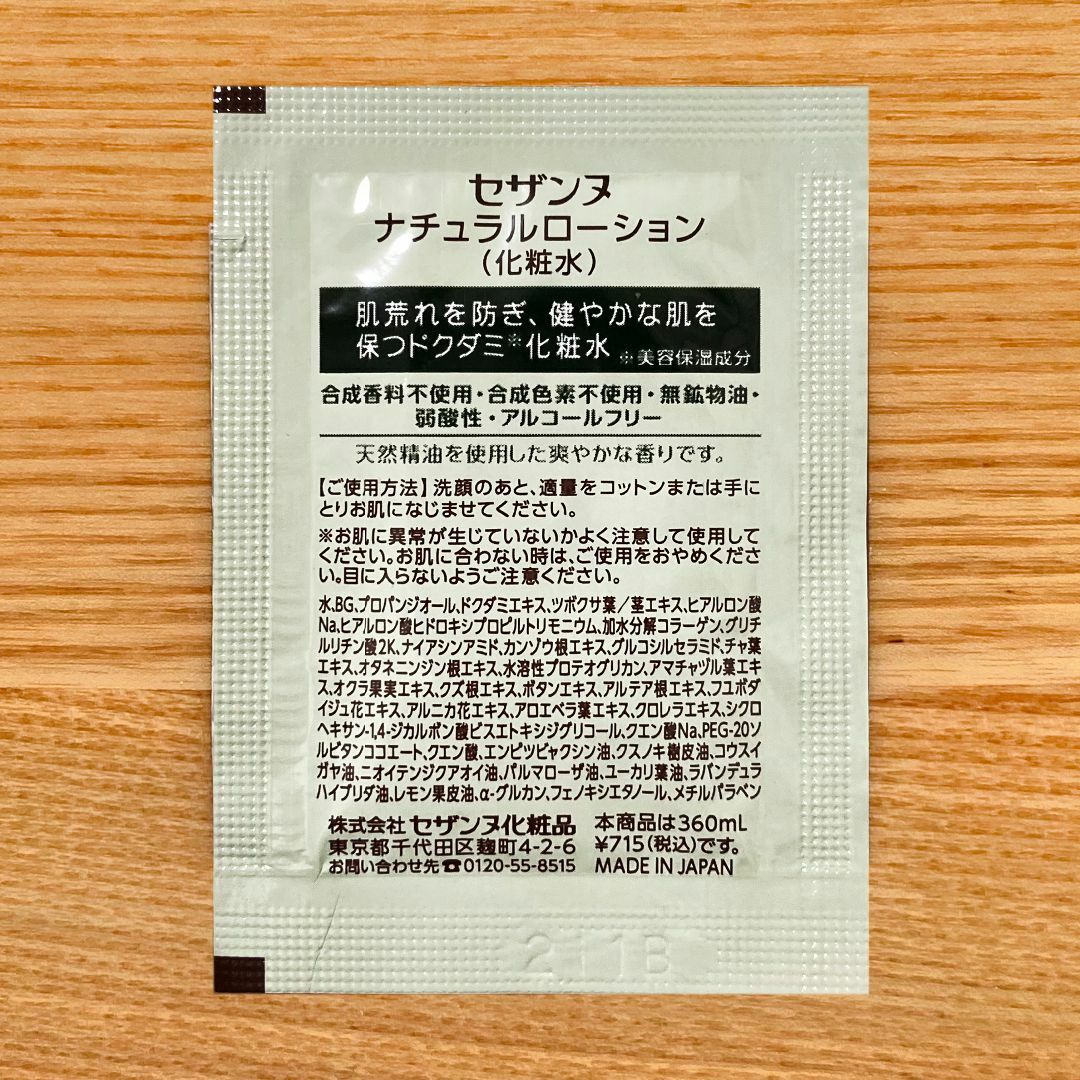 セザンヌ
ナチュラルローション
(化粧水)
肌荒れを防ぎ、健やかな肌を
保つドクダミ※化粧水 ※美容保湿成分
合成香料不使用・合成色素不使用・無鉱物油・
弱酸性・アルコールフリー
天然精油を使用した爽やかな香りです。
【ご使用方法】洗顔のあと、適量をコットンまたは手に
とりお肌になじませてください。
※お肌に異常が生じていないかよく注意して使用して
ください。お肌に合わない時は、ご使用をおやめくださ
い。目に入らないようご注意ください。
水、BG、プロパンジオール、ドクダミエキス、ツボクサ葉/茎エキス、ヒアルロン酸
Na、ヒアルロン酸ヒドロキシプロピルトリモニウム、加水分解コラーゲン、グリチ
ルリチン酸2K、ナイアシンアミド、カンゾウ根エキス、グルコシルセラミド、チャ葉
エキス、オタネニンジン根エキス、水溶性プロテオグリカン、アマチャヅル葉エキ
ス、オクラ果実エキス、クズ根エキス、ボタンエキス、アルテア根エキス、フユボダ
イジュ花エキス、アルニカ花エキス、アロエベラ葉エキス、クロレラエキス、シクロ
ヘキサン-1,4-ジカルボン酸ビスエトキシジグリコール、クエン酸Na、PEG-20ソ
ルビタンココエート、クエン酸、エンピツビャクシン油、クスノキ樹皮油、コウスイ
ガヤ油、ニオイテンジクアオイ油、パルマローザ油、ユーカリ葉油、ラバンデュラ
ハイブリダ油、レモン果皮油、α-グルカン、フェノキシエタノール、メチルパラベン
株式会社 セザンヌ化粧品 本商品は360mL
東京都千代田区麹町4-2-6 ¥715(税込)です。
お問い合わせ先☎0120-55-8515 MADE IN JAPAN
211B